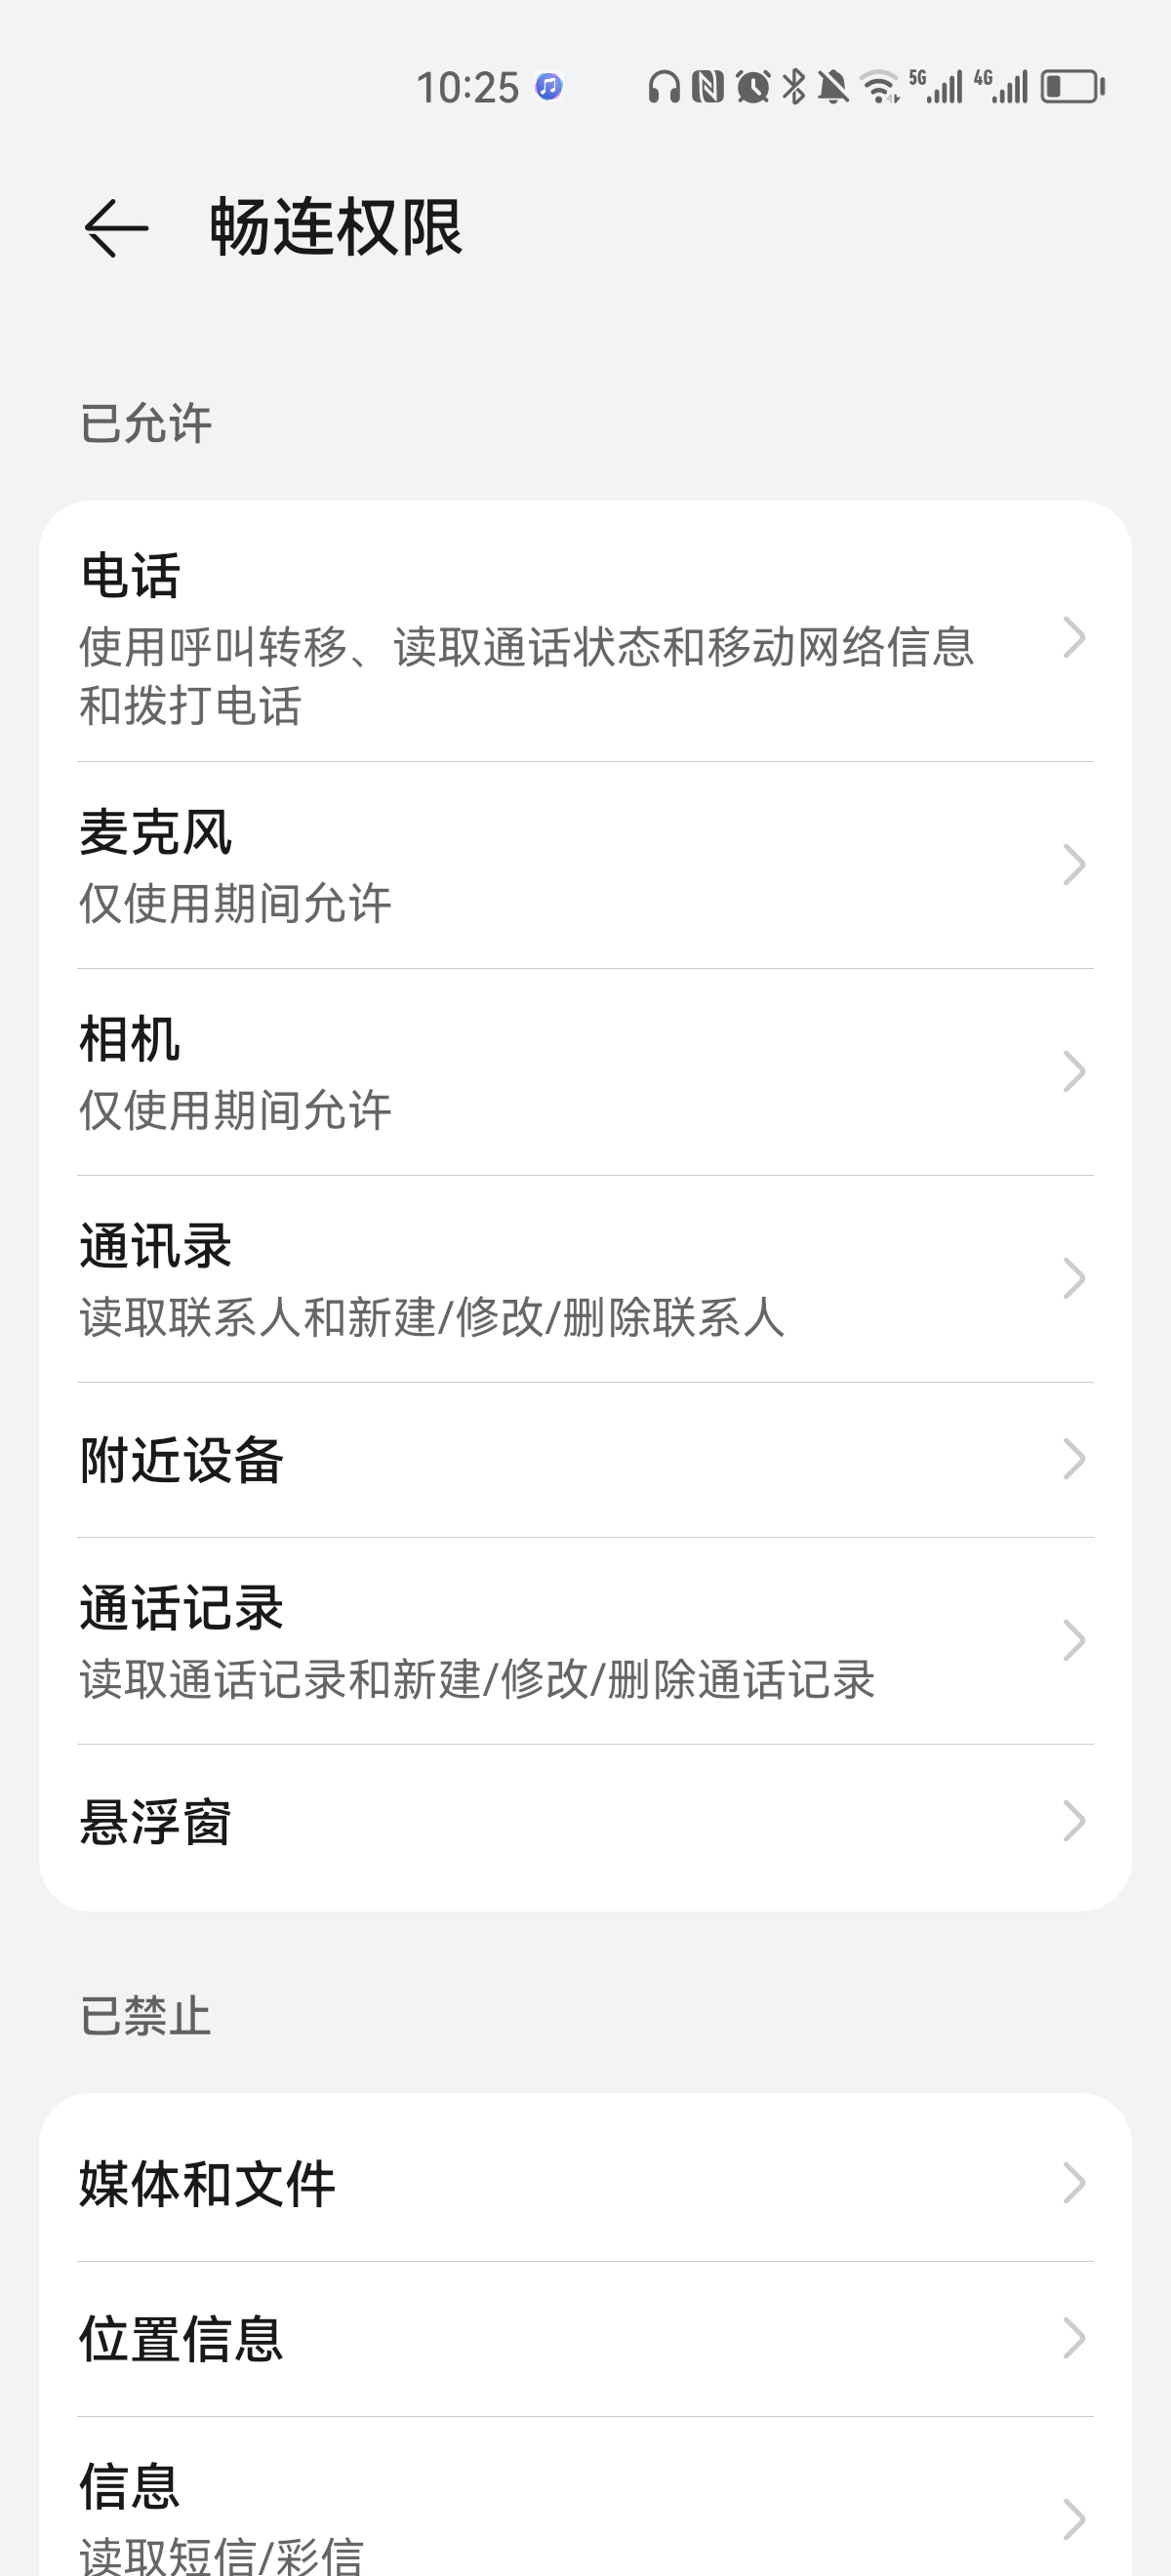 10:25 5G 4G
畅连权限
已允许
电话
使用呼叫转移、读取通话状态和移动网络信息
和拨打电话
麦克风
仅使用期间允许
相机
仅使用期间允许
通讯录
读取联系人和新建/修改/删除联系人
附近设备
通话记录
读取通话记录和新建/修改/删除通话记录
悬浮窗
已禁止
媒体和文件
位置信息
信息
读取短信/彩信